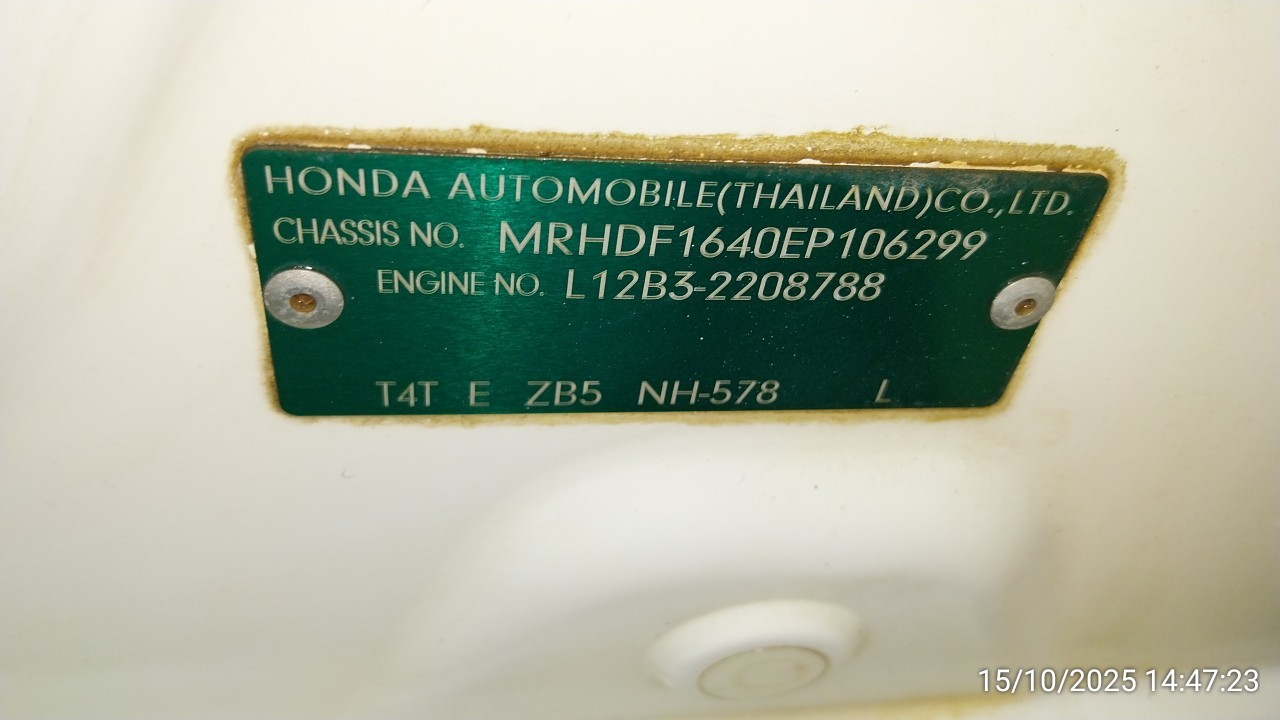 HONDA AUTOMOBILE(THAILAND)CO.,LTD.
CHASSIS NO. MRHDF1640EP106299
ENGINE NO. L12B3-2208788
T4T E ZB5 NH-578 L
15/10/2025 14:47:23